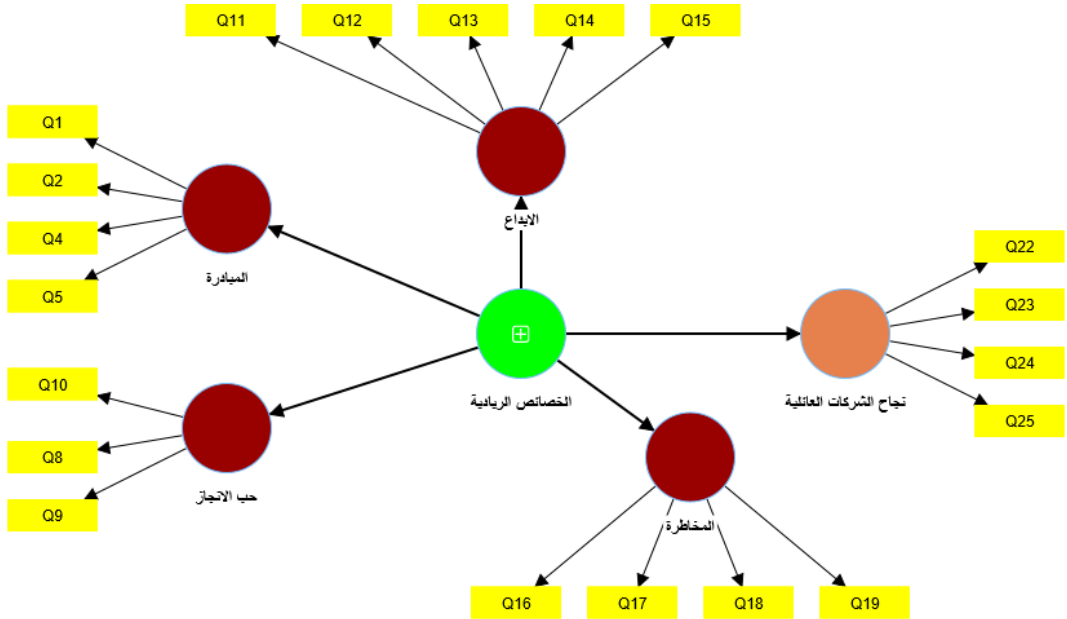 Q11
Q12
Q13
Q14
Q15
الابداع
Q1
Q2
Q4
Q5
المبادرة
Q10
Q8
Q9
حب الانجاز
الخصائص الريادية
Q22
Q23
Q24
Q25
نجاح الشركات العائلية
المخاطرة
Q16
Q17
Q18
Q19